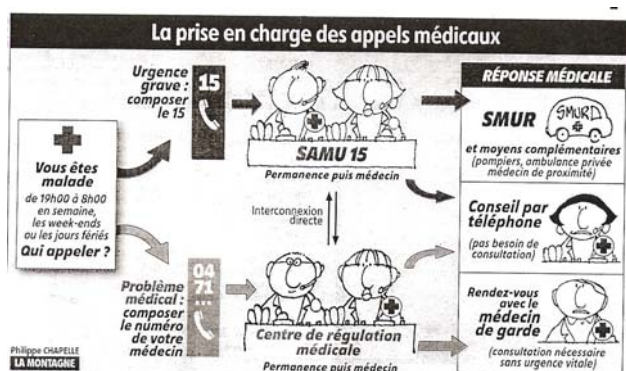 La prise en charge des appels médicaux
Vous êtes
malade
de 19h00 à 8h00
en semaine,
les week-ends
ou les jours fériés
Qui appeler ?
Urgence
grave :
composer
le 15
15
SAMU 15
Permanence puis médecin
Interconnexion
directe
Problème
médical :
composer
le numéro
de votre
médecin
04
71
...
Centre de régulation
médicale
Permanence puis médecin
RÉPONSE MÉDICALE
SMUR
SMURD
et moyens complémentaires
(pompiers, ambulance privée
médecin de proximité)
Conseil par
téléphone
(pas besoin de
consultation)
Rendez-vous
avec le
médecin
de garde
(consultation nécessaire
sans urgence vitale)
Philippe CHAPELLE
LA MONTAGNE